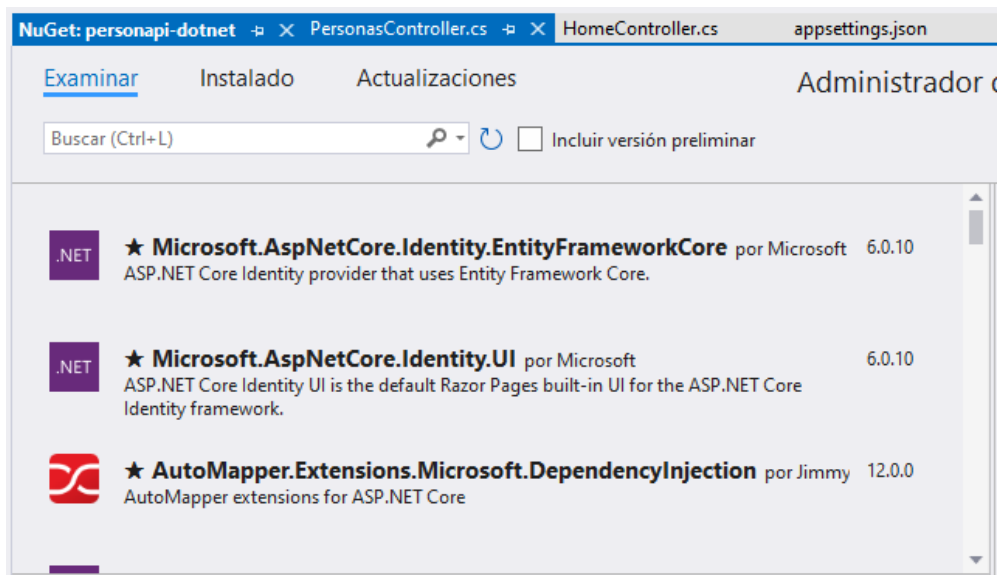 NuGet: personapi-dotnet PersonasController.cs HomeController.cs appsettings.json
Examinar Instalado Actualizaciones Administrador
Buscar (Ctrl+L) Incluir versión preliminar
.NET ★ Microsoft.AspNetCore.Identity.EntityFrameworkCore por Microsoft 6.0.10
ASP.NET Core Identity provider that uses Entity Framework Core.
.NET ★ Microsoft.AspNetCore.Identity.UI por Microsoft 6.0.10
ASP.NET Core Identity UI is the default Razor Pages built-in UI for the ASP.NET Core
Identity framework.
★ AutoMapper.Extensions.Microsoft.DependencyInjection por Jimmy 12.0.0
AutoMapper extensions for ASP.NET Core